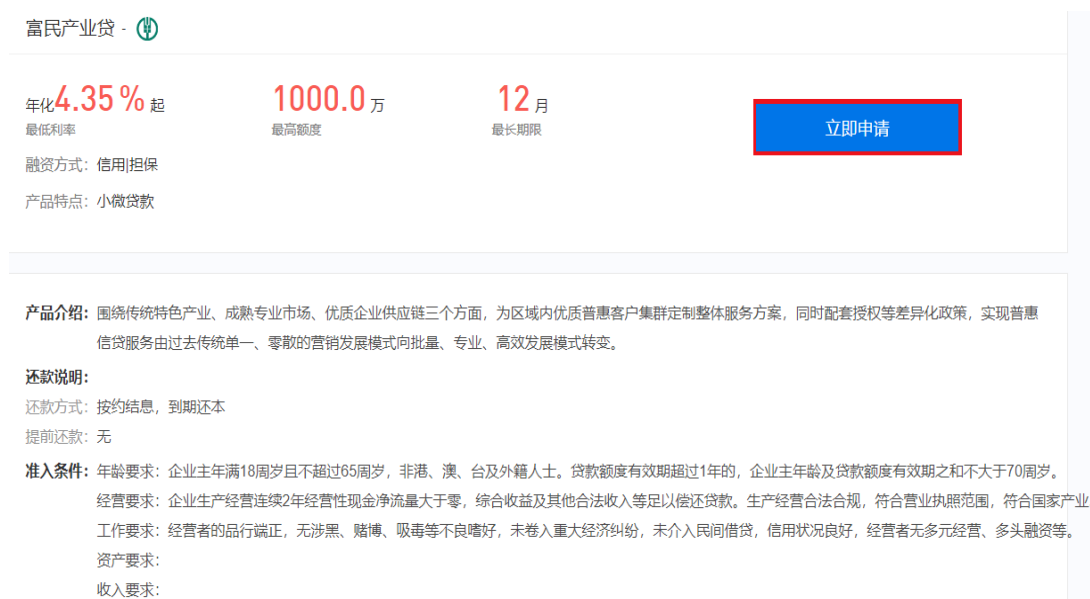 富民产业贷 -
年化4.35% 起
最低利率
1000.0 万
最高额度
12 月
最长期限
立即申请
融资方式：信用|担保
产品特点：小微贷款
产品介绍：围绕传统特色产业、成熟专业市场、优质企业供应链三个方面，为区域内优质普惠客户集群定制整体服务方案，同时配套授权等差异化政策，实现普惠
信贷服务由过去传统单一、零散的营销发展模式向批量、专业、高效发展模式转变。
还款说明：
还款方式：按约结息，到期还本
提前还款：无
准入条件：年龄要求：企业主年满18周岁且不超过65周岁，非港、澳、台及外籍人士。贷款额度有效期超过1年的，企业主年龄及贷款额度有效期之和不大于70周岁。
经营要求：企业生产经营连续2年经营性现金净流量大于零，综合收益及其他合法收入等足以偿还贷款。生产经营合法合规，符合营业执照范围，符合国家产业
工作要求：经营者的品行端正，无涉黑、赌博、吸毒等不良嗜好，未卷入重大经济纠纷，未介入民间借贷，信用状况良好，经营者无多元经营、多头融资等。
资产要求：
收入要求：